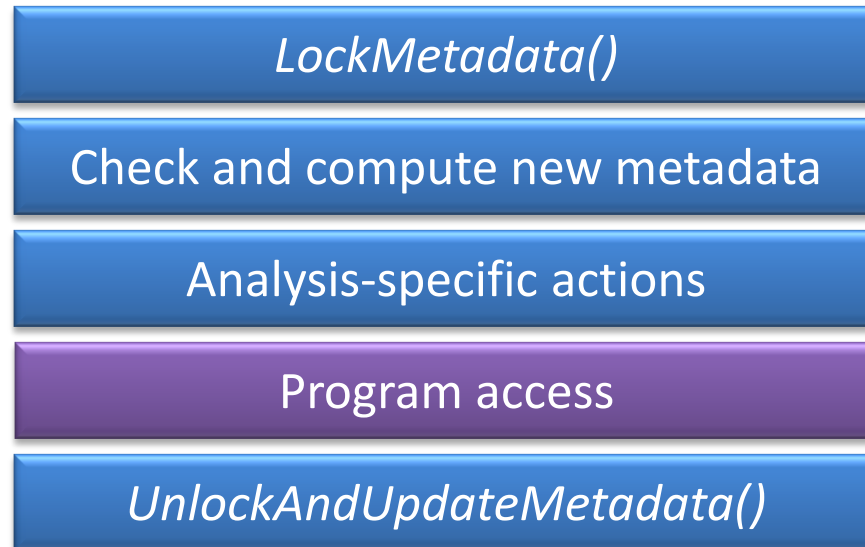 LockMetadata()
Check and compute new metadata
Analysis-specific actions
Program access
UnlockAndUpdateMetadata()